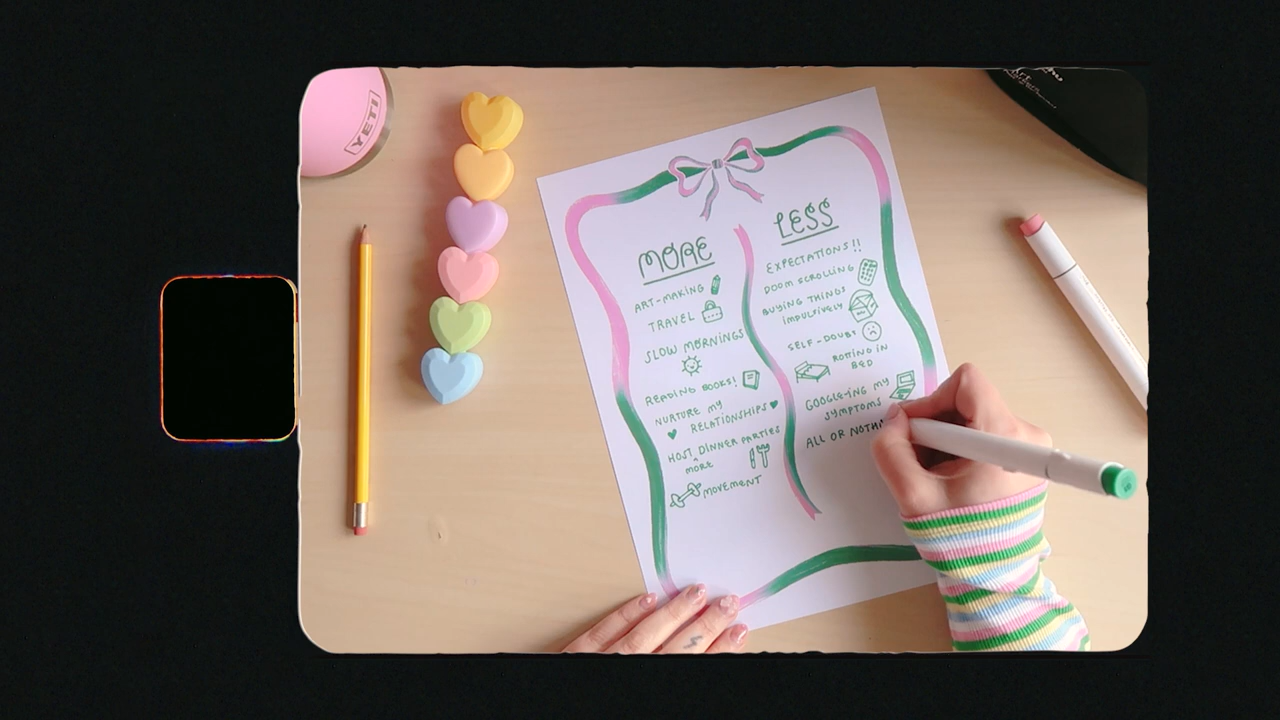 YETI
MORE
ART-MAKING
TRAVEL
SLOW MORNINGS
READING BOOKS!
NURTURE MY
RELATIONSHIPS
HOST DINNER PARTIES
^
MORE
MOVEMENT
LESS
EXPECTATIONS!!
DOOM SCROLLING
BUYING THINGS
IMPULSIVELY
SELF-DOUBT
ROTTING IN
BED
GOOGLE-ING MY
SYMPTOMS
ALL OR